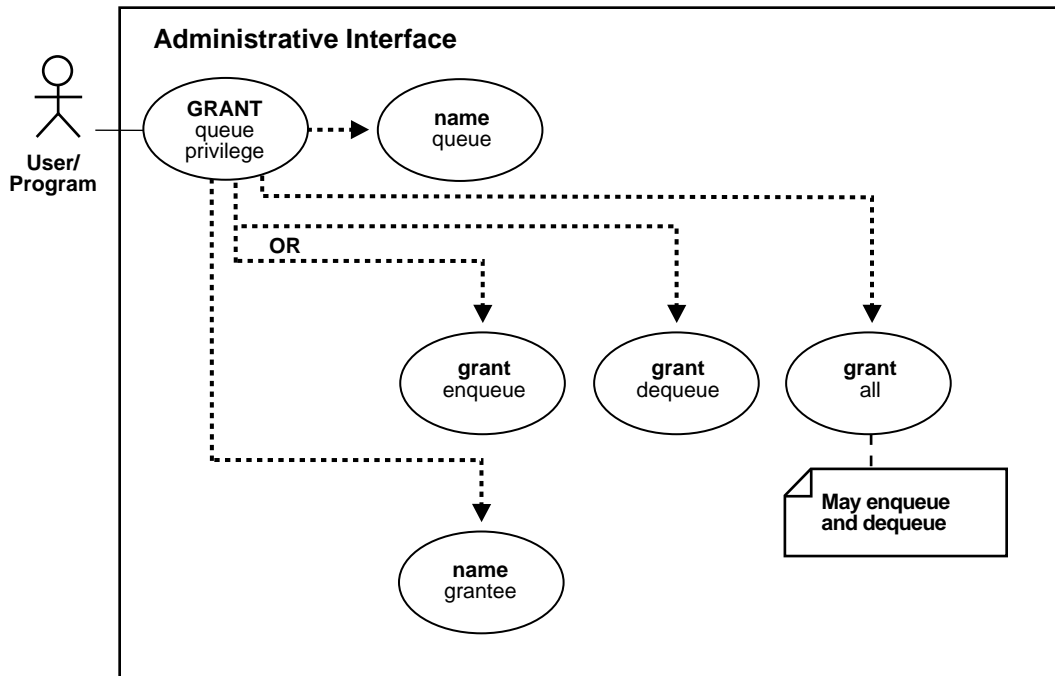 Administrative Interface
User/
Program
GRANT
queue
privilege
name
queue
OR
grant
enqueue
grant
dequeue
grant
all
May enqueue
and dequeue
name
grantee